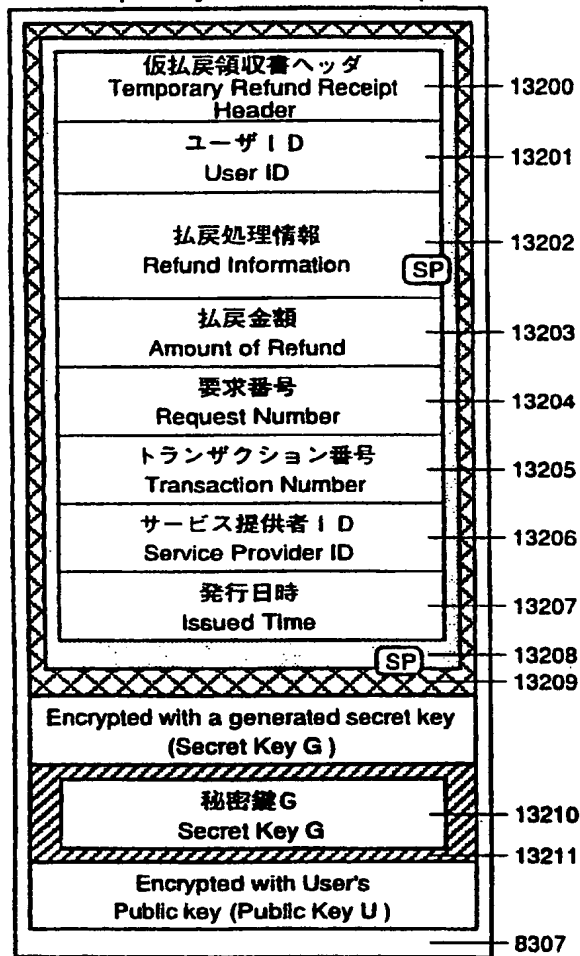 仮払戻領収書ヘッダ
Temporary Refund Receipt
Header
13200
ユーザID
User ID
13201
払戻処理情報
Refund Information
SP
13202
払戻金額
Amount of Refund
13203
要求番号
Request Number
13204
トランザクション番号
Transaction Number
13205
サービス提供者ID
Service Provider ID
13206
発行日時
Issued Time
13207
SP
13208
13209
Encrypted with a generated secret key
(Secret Key G )
秘密鍵G
Secret Key G
13210
13211
Encrypted with User's
Public key (Public Key U )
8307